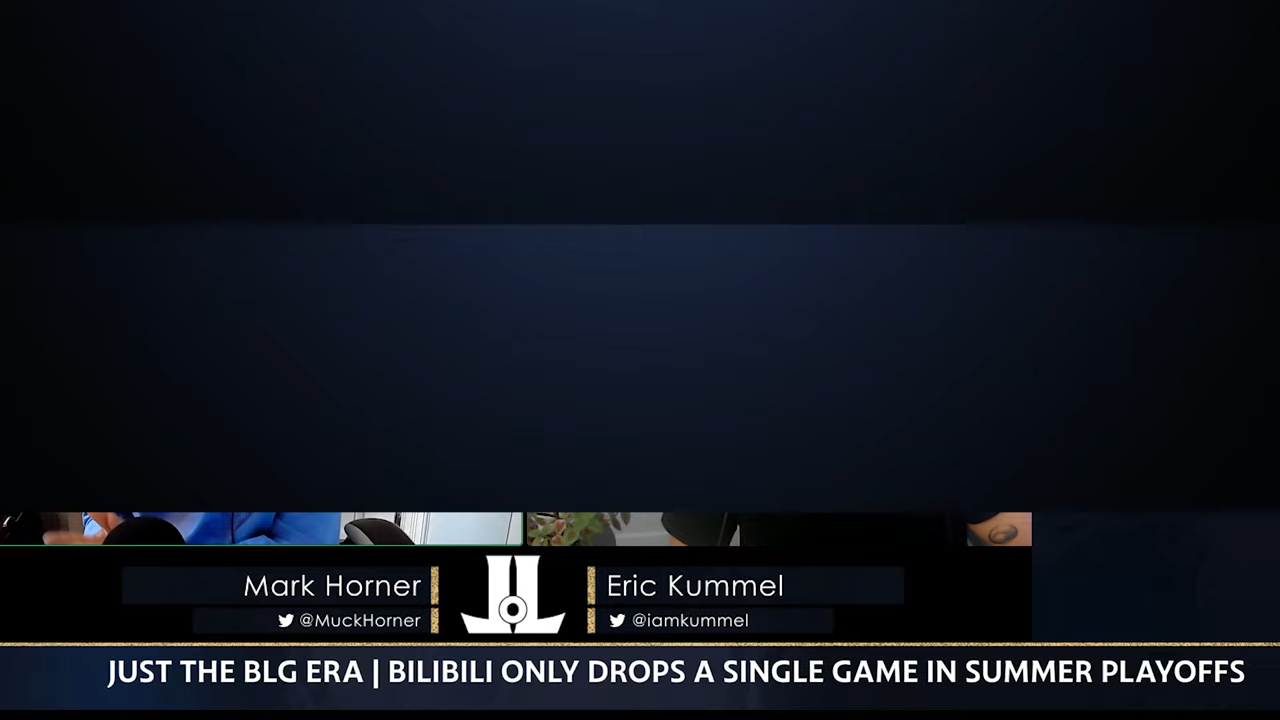 Mark Horner
Eric Kummel
@MuckHorner
@iamkummel
JUST THE BLG ERA | BILIBILI ONLY DROPS A SINGLE GAME IN SUMMER PLAYOFFS